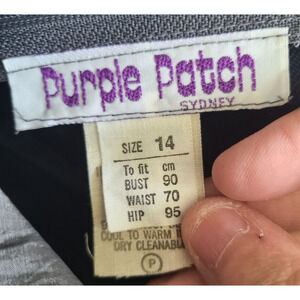 Purple Patch
SYDNEY
SIZE 14
To fit cm
BUST 90
WAIST 70
HIP 95
COOL TO WARM
DRY CLEANABLE
P